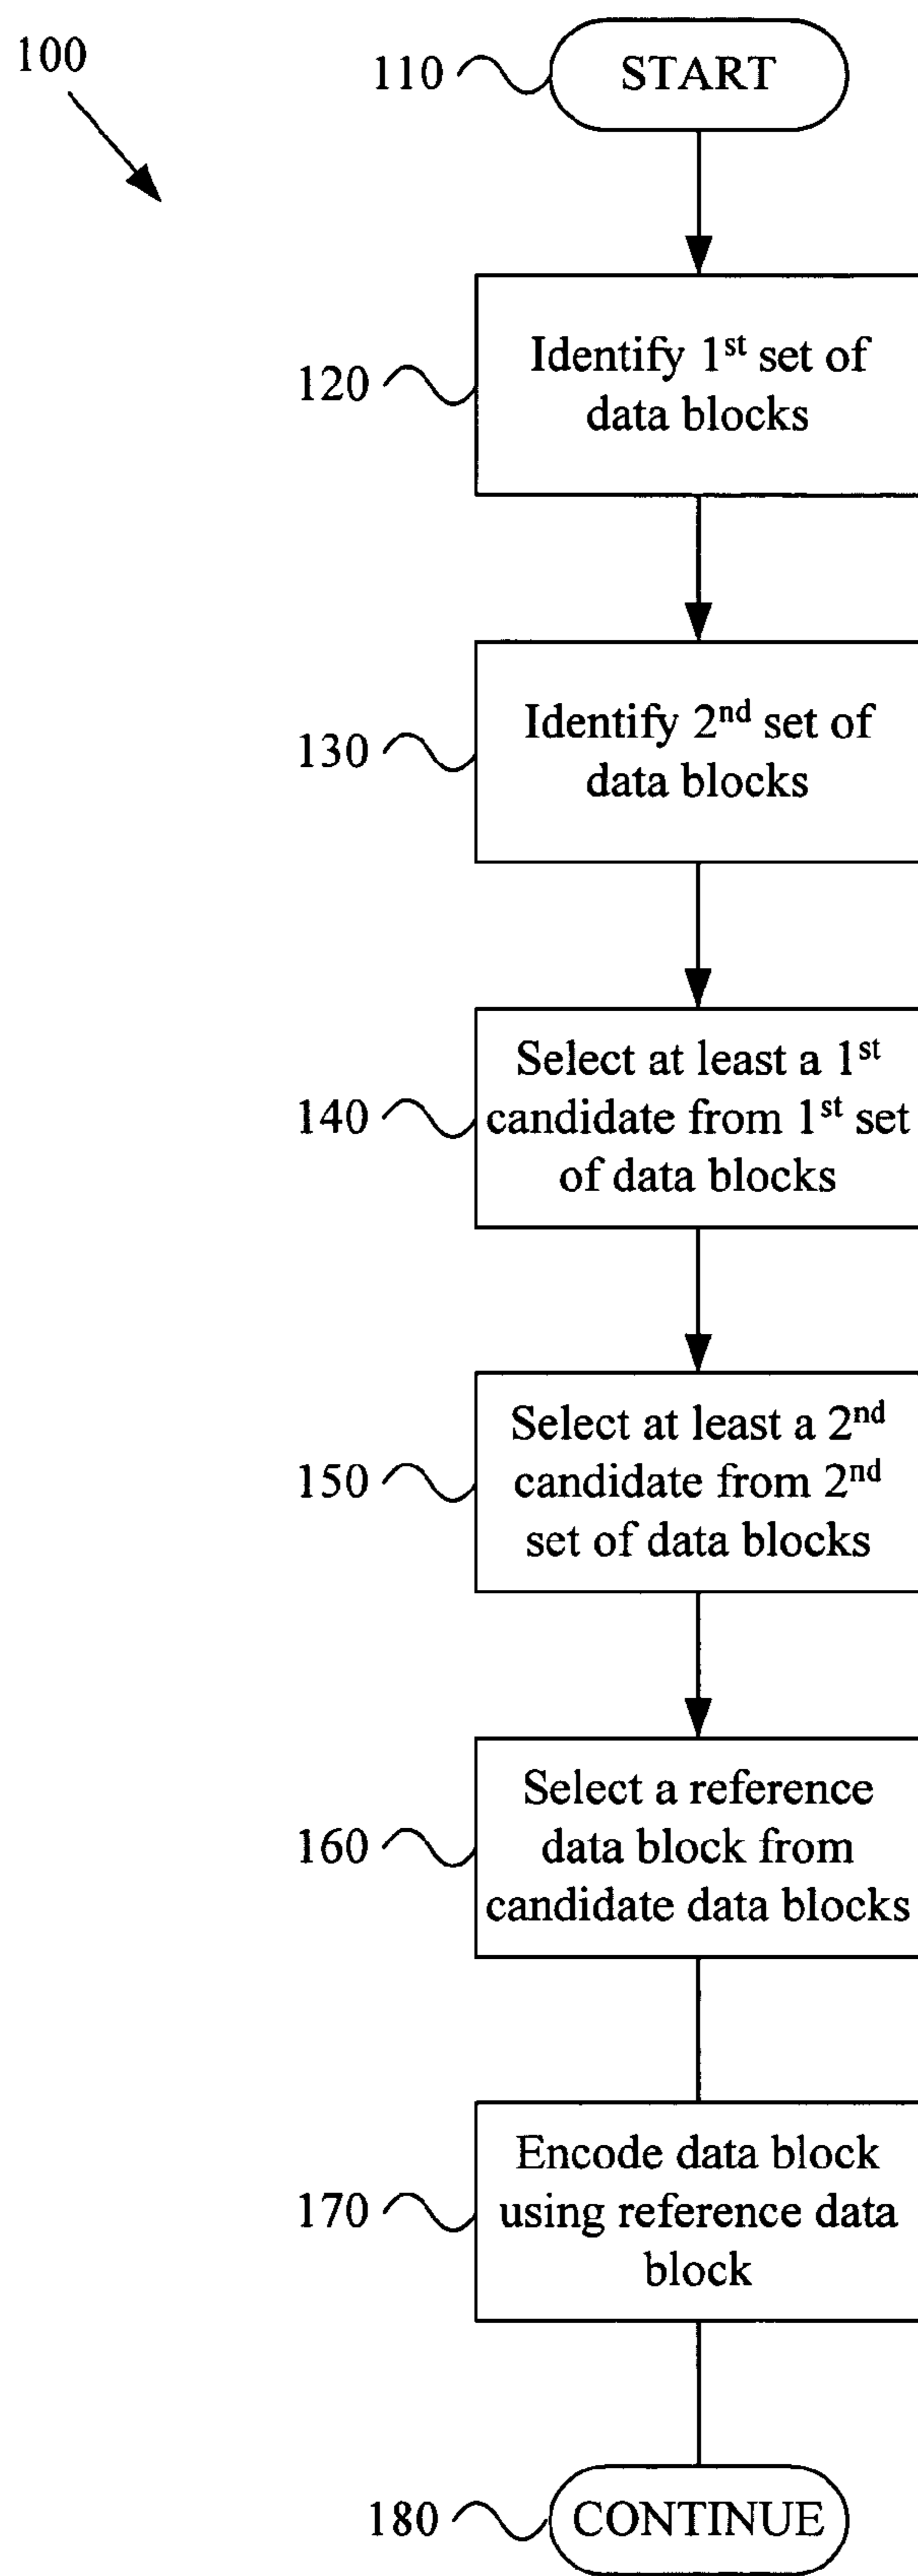 100
110
START
120
Identify 1st set of
data blocks
130
Identify 2nd set of
data blocks
140
Select at least a 1st
candidate from 1st set
of data blocks
150
Select at least a 2nd
candidate from 2nd
set of data blocks
160
Select a reference
data block from
candidate data blocks
170
Encode data block
using reference data
block
180
CONTINUE